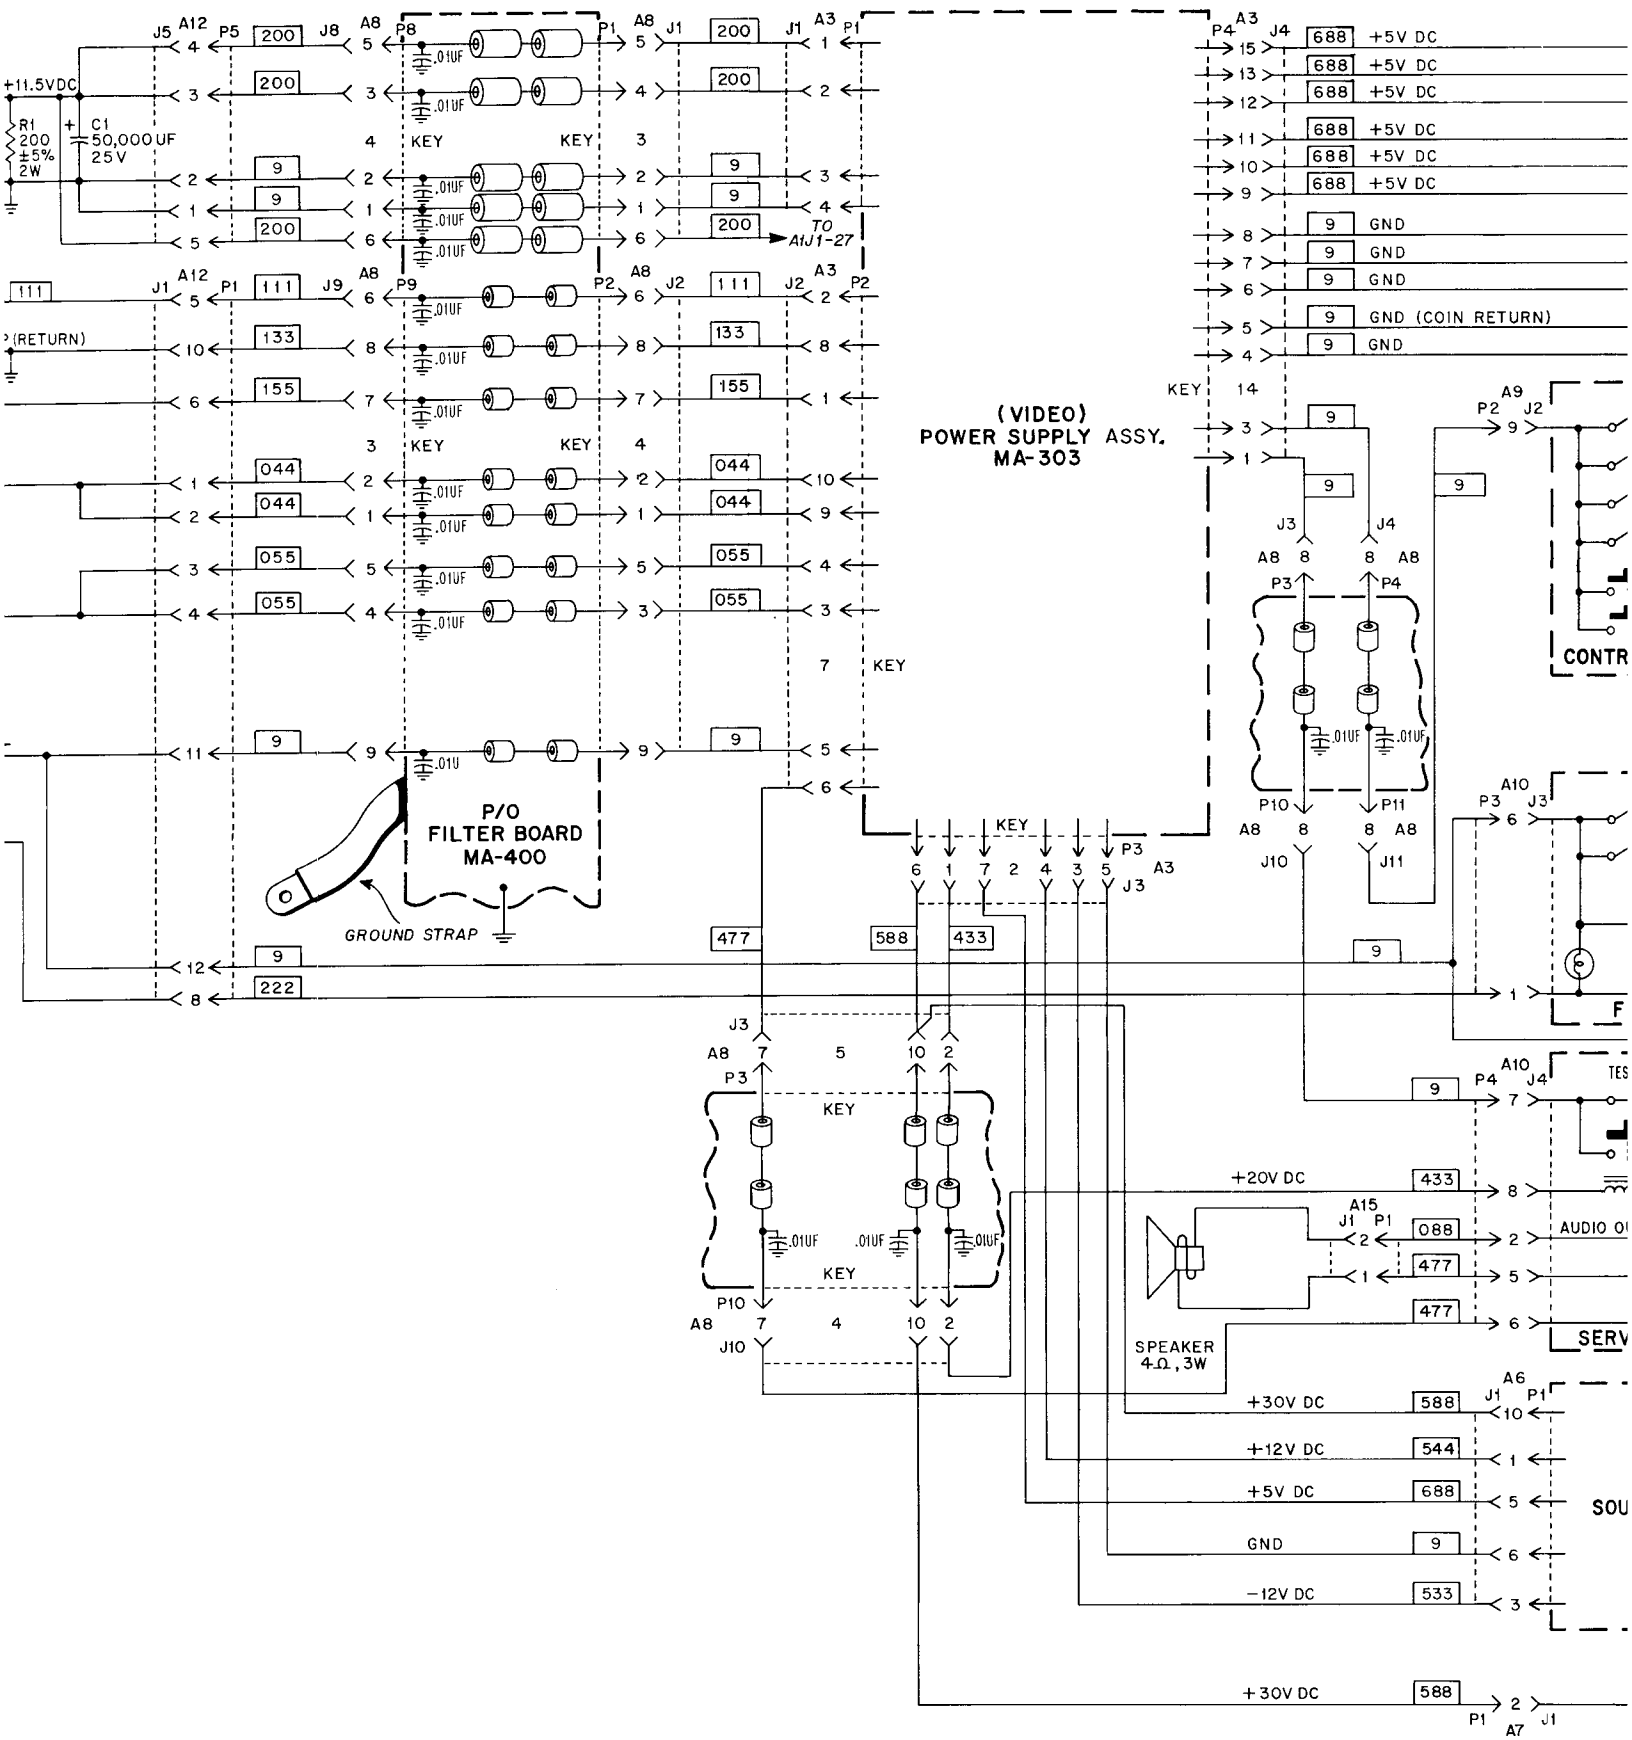 J5 A12 P5 200 J8 A8 P8 P1 A8 J1 200 J1 A3 P1 P4 A3 J4
4 5 .01UF 5 1 15 688 +5V DC
+11.5VDC 3 200 3 .01UF 4 200 2 13 688 +5V DC
12 688 +5V DC
R1 200 ±5% 2W
+ C1 50,000UF 25V
4 KEY KEY 3
11 688 +5V DC
10 688 +5V DC
9 688 +5V DC
2 9 2 .01UF 2 9 3
1 9 1 .01UF 1 9 4
5 200 6 .01UF 6 200 TO A1J1-27
8 9 GND
7 9 GND
6 9 GND
5 9 GND (COIN RETURN)
4 9 GND
KEY 14
3 9
1 9
111 J1 A12 P1 111 J9 A8 P9 P2 A8 J2 111 J2 A3 P2
5 6 .01UF 6 2
(RETURN) 10 133 8 .01UF 8 133 8
6 155 7 .01UF 7 155 1
3 KEY KEY 4
1 044 2 .01UF 2 044 10
2 044 1 .01UF 1 044 9
3 055 5 .01UF 5 055 4
4 055 4 .01UF 3 055 3
7 KEY
11 9 9 .01U 9 9 5
6
(VIDEO)
POWER SUPPLY ASSY.
MA-303
P2 A9 J2
9
9
CONTR
J3 J4
A8 8 8 A8
P3 P4
.01UF .01UF
P10 P11
A8 8 8 A8
J10 J11
P/O
FILTER BOARD
MA-400
GROUND STRAP
KEY P3
6 1 7 2 4 3 5 A3
J3
477 588 433
12 9 9
8 222 1
P3 A10 J3
6
F
J3
A8 7 5 10 2
P3
KEY
.01UF .01UF .01UF
KEY
P10
A8 7 4 10 2
J10
P4 A10 J4 TES
9 7
+20V DC 433 8
A15
J1 P1
2 088 2 AUDIO O
1 477 5
477 6
SERV
SPEAKER
4Ω, 3W
A6
J1 P1
+30V DC 588 10
+12V DC 544 1
+5V DC 688 5
SOU
GND 9 6
-12V DC 533 3
+30V DC 588 2
P1 A7 J1